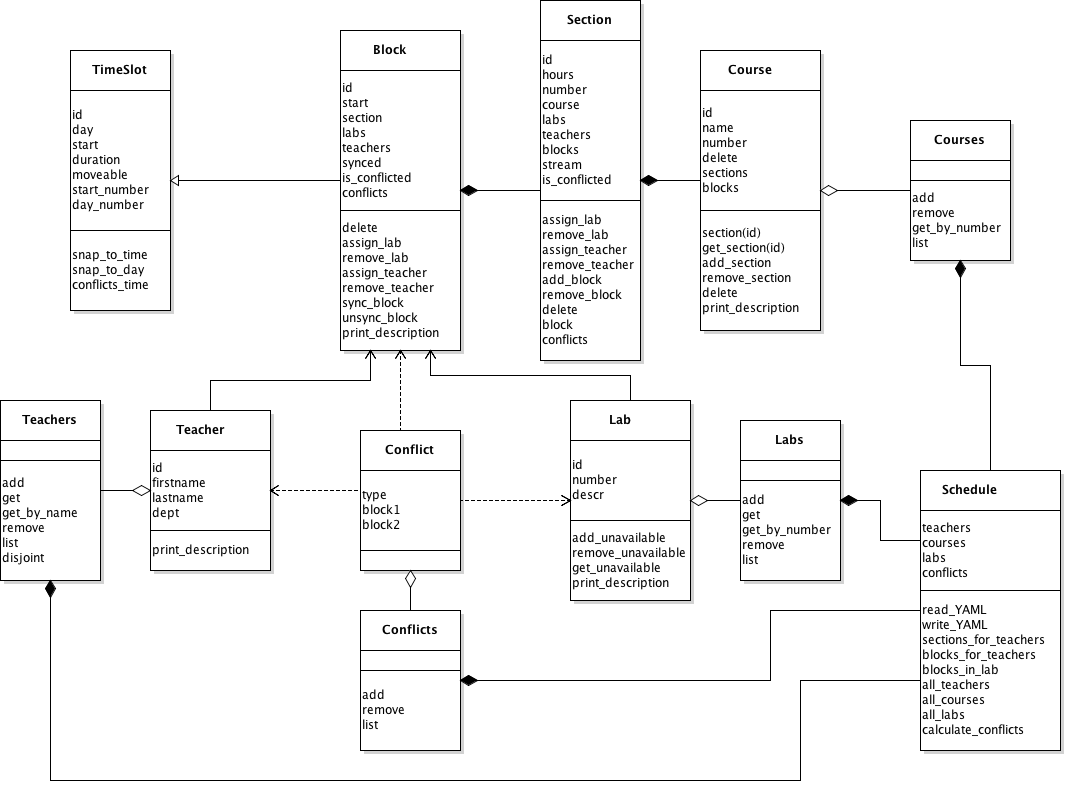 TimeSlot
id
day
start
duration
moveable
start_number
day_number
snap_to_time
snap_to_day
conflicts_time
Block
id
start
section
labs
teachers
synced
is_conflicted
conflicts
delete
assign_lab
remove_lab
assign_teacher
remove_teacher
sync_block
unsync_block
print_description
Section
id
hours
number
course
labs
teachers
blocks
stream
is_conflicted
assign_lab
remove_lab
assign_teacher
remove_teacher
add_block
remove_block
delete
block
conflicts
Course
id
name
number
delete
sections
blocks
section(id)
get_section(id)
add_section
remove_section
delete
print_description
Courses
add
remove
get_by_number
list
Teachers
add
get
get_by_name
remove
list
disjoint
Teacher
id
firstname
lastname
dept
print_description
Conflict
type
block1
block2
Lab
id
number
descr
add_unavailable
remove_unavailable
get_unavailable
print_description
Labs
add
get
get_by_number
remove
list
Schedule
teachers
courses
labs
conflicts
read_YAML
write_YAML
sections_for_teachers
blocks_for_teachers
blocks_in_lab
all_teachers
all_courses
all_labs
calculate_conflicts
Conflicts
add
remove
list